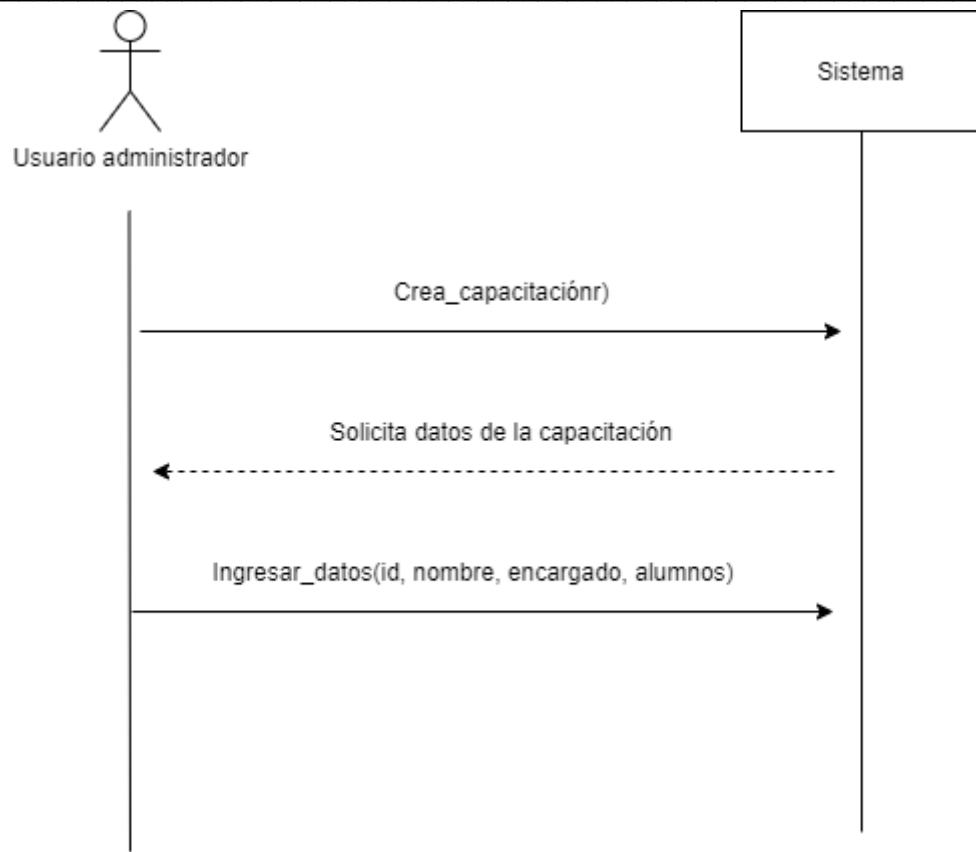 Sistema
Usuario administrador
Crea_capacitaciónr)
Solicita datos de la capacitación
Ingresar_datos(id, nombre, encargado, alumnos)